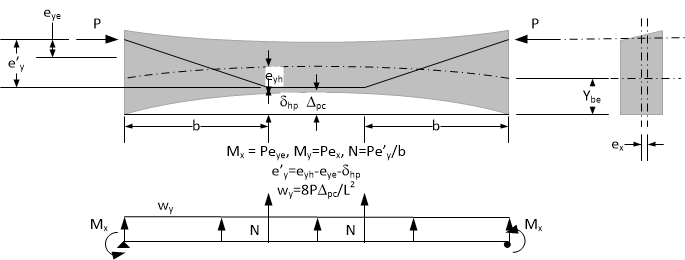 e_ye
P
P
e'_y
e_yh
δ_hp Δ_pc
Y_be
b
b
e_x
M_x = Pe_ye, M_y=Pe_x, N=Pe'_y/b
e'_y=e_yh-e_ye-δ_hp
w_y=8PΔ_pc/L²
w_y
M_x
N
N
M_x